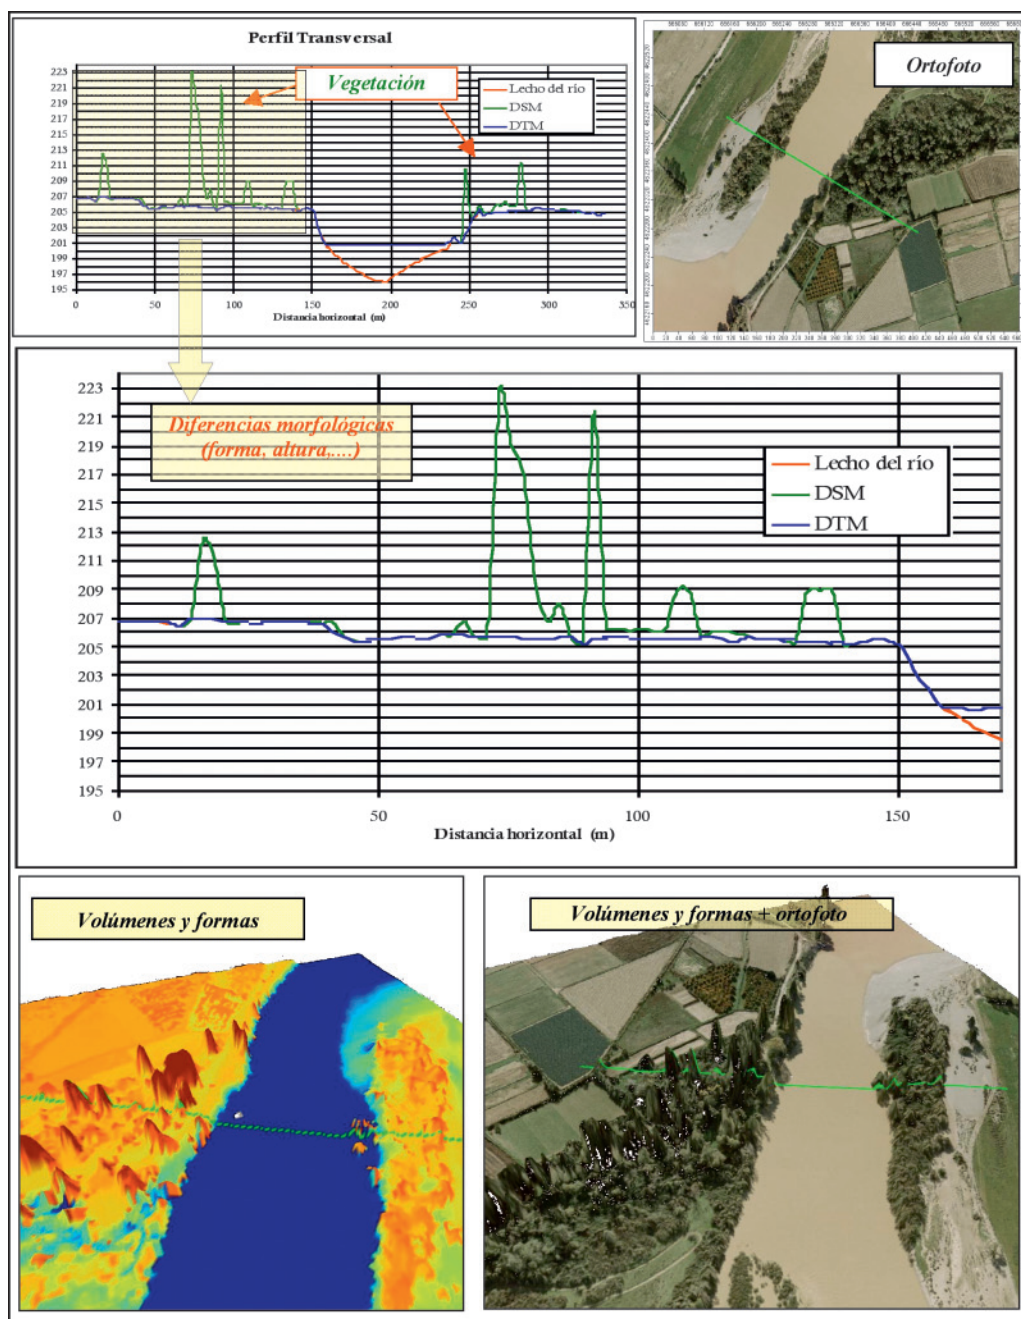 Perfil Transversal
223
221
219
217
215
213
211
209
207
205
203
201
199
197
195
Vegetación
Lecho del río
DSM
DTM
0
50
100
150
200
250
300
350
Distancia horizontal (m)
Ortofoto
223
221
219
217
215
213
211
209
207
205
203
201
199
197
195
Diferencias morfológicas
(forma, altura,....)
Lecho del río
DSM
DTM
0
50
100
150
Distancia horizontal (m)
Volúmenes y formas
Volúmenes y formas + ortofoto